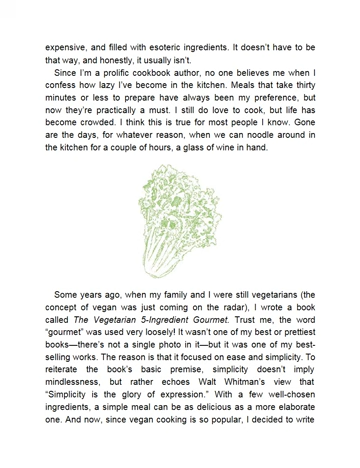 expensive, and filled with esoteric ingredients. It doesn’t have to be
that way, and honestly, it usually isn’t.
Since I’m a prolific cookbook author, no one believes me when I
confess how lazy I’ve become in the kitchen. Meals that take thirty
minutes or less to prepare have always been my preference, but
now they’re practically a must. I still do love to cook, but life has
become crowded. I think this is true for most people I know. Gone
are the days, for whatever reason, when we can noodle around in
the kitchen for a couple of hours, a glass of wine in hand.
Some years ago, when my family and I were still vegetarians (the
concept of vegan was just coming on the radar), I wrote a book
called The Vegetarian 5-Ingredient Gourmet. Trust me, the word
“gourmet” was used very loosely! It wasn’t one of my best or prettiest
books—there’s not a single photo in it—but it was one of my best-
selling works. The reason is that it focused on ease and simplicity. To
reiterate the book’s basic premise, simplicity doesn’t imply
mindlessness, but rather echoes Walt Whitman’s view that
“Simplicity is the glory of expression.” With a few well-chosen
ingredients, a simple meal can be as delicious as a more elaborate
one. And now, since vegan cooking is so popular, I decided to write